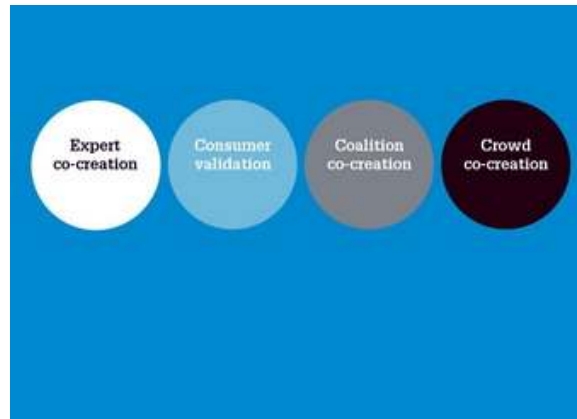 Expert
co-creation
Consumer
validation
Coalition
co-creation
Crowd
co-creation